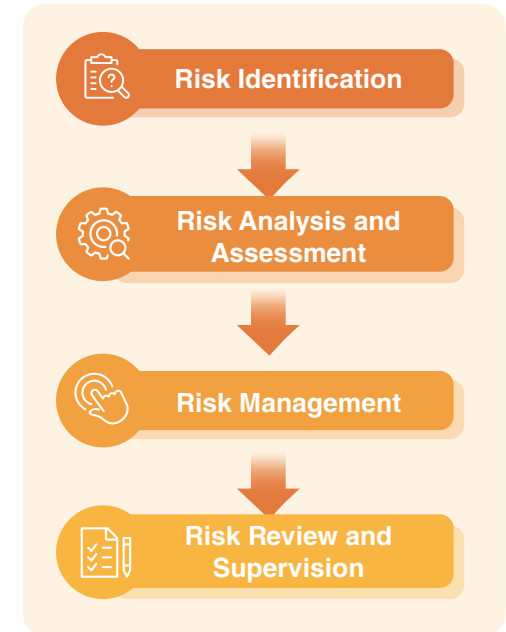 Risk Identification
Risk Analysis and
Assessment
Risk Management
Risk Review and
Supervision